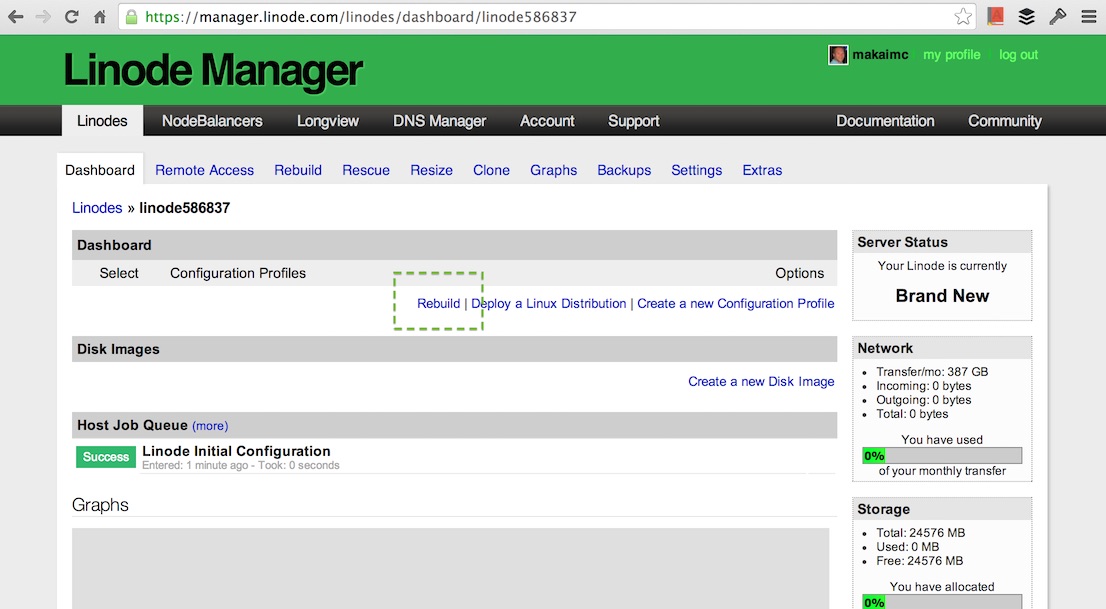 https://manager.linode.com/linodes/dashboard/linode586837
Linode Manager
makaimc my profile log out
Linodes NodeBalancers Longview DNS Manager Account Support Documentation Community
Dashboard Remote Access Rebuild Rescue Resize Clone Graphs Backups Settings Extras
Linodes » linode586837
Dashboard
Select Configuration Profiles Options
Rebuild | Deploy a Linux Distribution | Create a new Configuration Profile
Disk Images
Create a new Disk Image
Host Job Queue (more)
Success Linode Initial Configuration
Entered: 1 minute ago - Took: 0 seconds
Graphs
Server Status
Your Linode is currently
Brand New
Network
Transfer/mo: 387 GB
Incoming: 0 bytes
Outgoing: 0 bytes
Total: 0 bytes
You have used
0%
of your monthly transfer
Storage
Total: 24576 MB
Used: 0 MB
Free: 24576 MB
You have allocated
0%